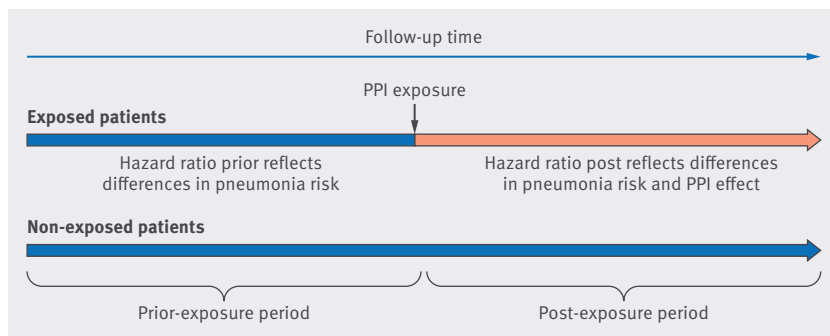 Follow-up time
PPI exposure
Exposed patients
Hazard ratio prior reflects
differences in pneumonia risk
Hazard ratio post reflects differences
in pneumonia risk and PPI effect
Non-exposed patients
Prior-exposure period
Post-exposure period